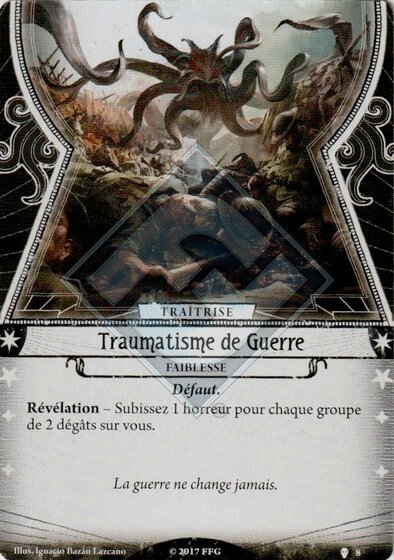 TRAÎTRISE
Traumatisme de Guerre
FAIBLESSE
Défaut.
Révélation – Subissez 1 horreur pour chaque groupe
de 2 dégâts sur vous.
La guerre ne change jamais.
Illus. Ignacio Bazán Lazcano
© 2017 FFG
8